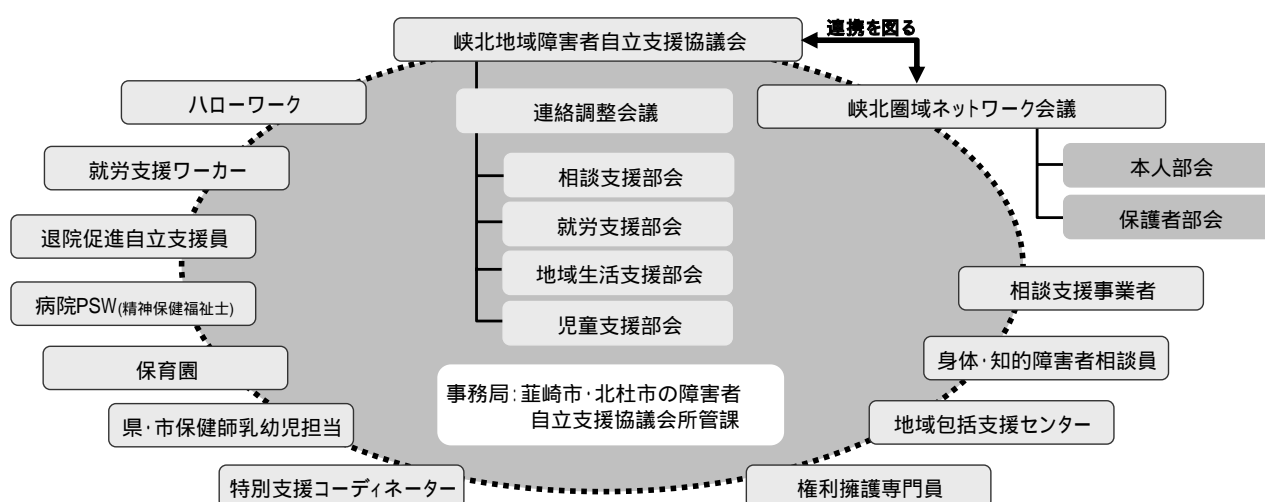 連携を図る
峡北地域障害者自立支援協議会
ハローワーク
連絡調整会議
峡北圏域ネットワーク会議
就労支援ワーカー
相談支援部会
本人部会
退院促進自立支援員
就労支援部会
保護者部会
地域生活支援部会
相談支援事業者
病院PSW(精神保健福祉士)
児童支援部会
保育園
身体・知的障害者相談員
事務局:韮崎市・北杜市の障害者
自立支援協議会所管課
県・市保健師乳幼児担当
地域包括支援センター
特別支援コーディネーター
権利擁護専門員